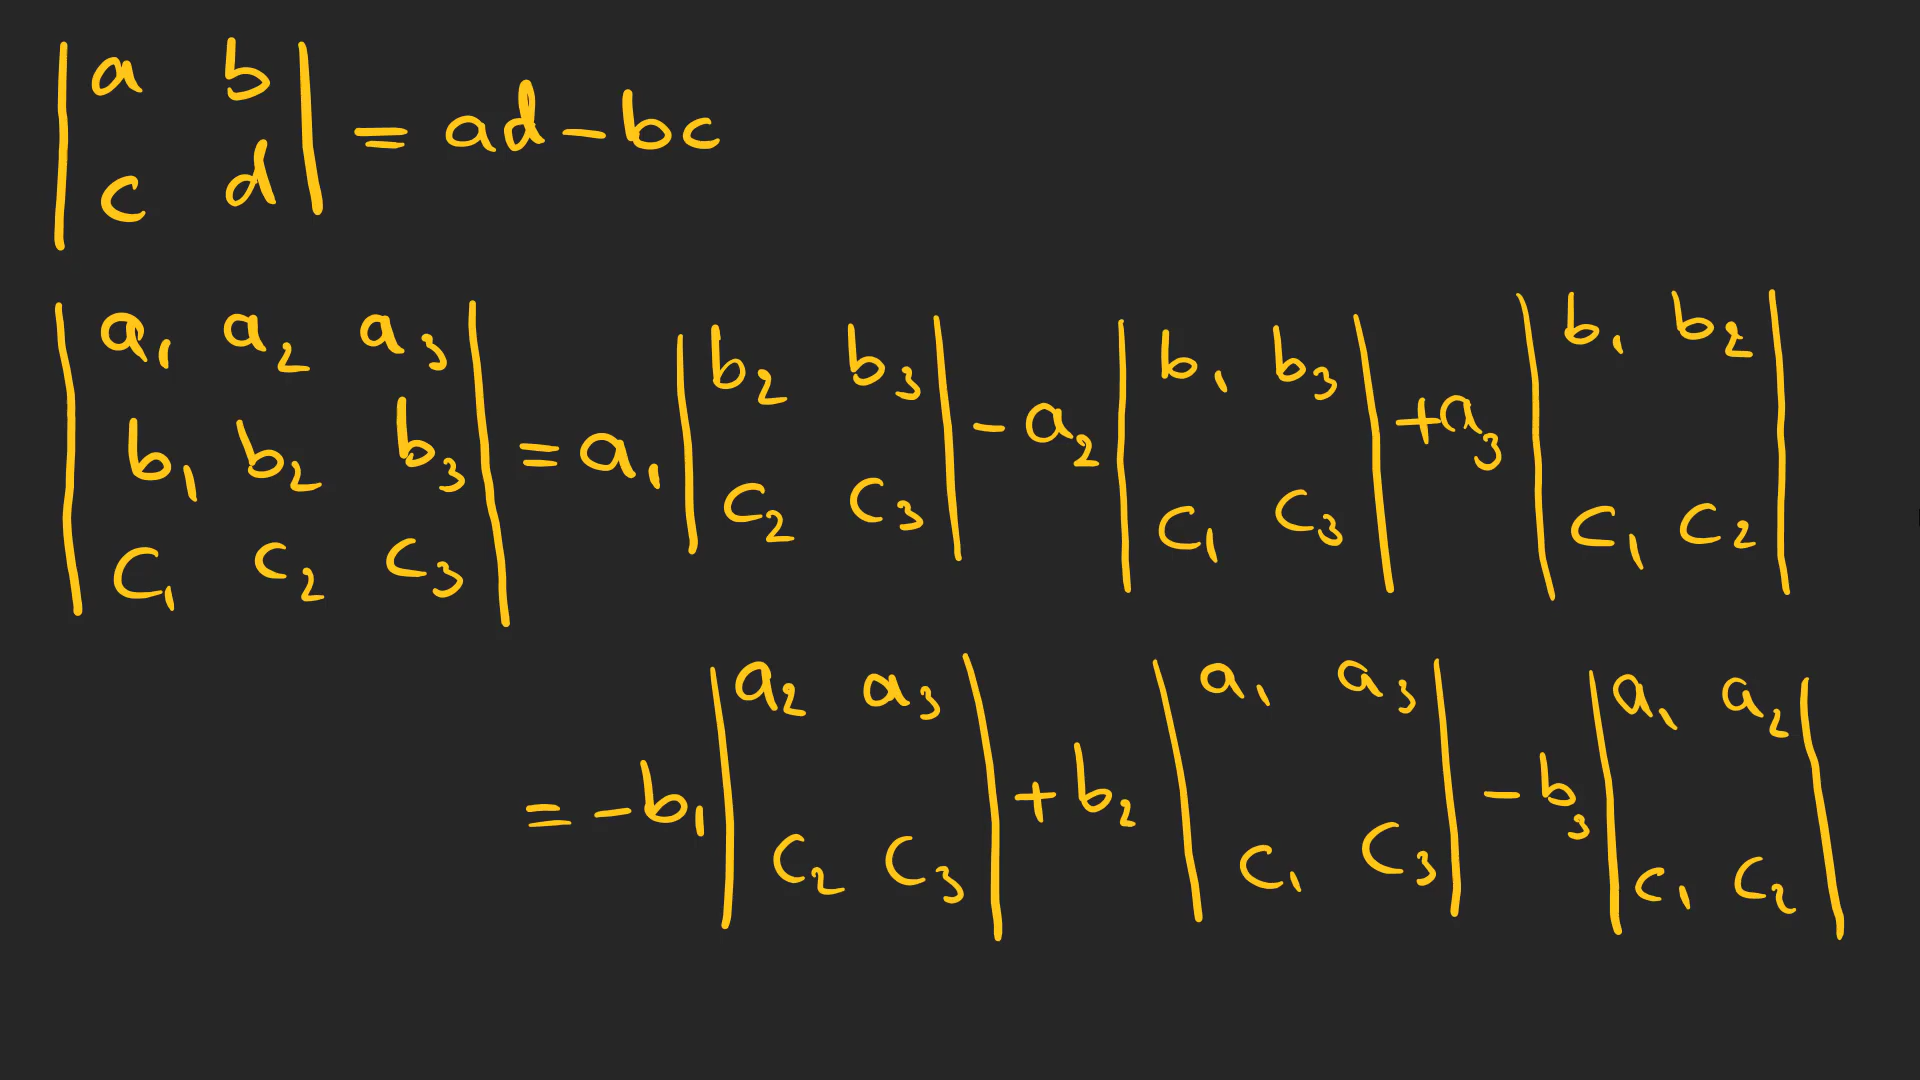 |a b; c d| = ad - bc
|a₁ a₂ a₃; b₁ b₂ b₃; c₁ c₂ c₃| = a₁ |b₂ b₃; c₂ c₃| - a₂ |b₁ b₃; c₁ c₃| + a₃ |b₁ b₂; c₁ c₂|
= -b₁ |a₂ a₃; c₂ c₃| + b₂ |a₁ a₃; c₁ c₃| - b₃ |a₁ a₂; c₁ c₂|